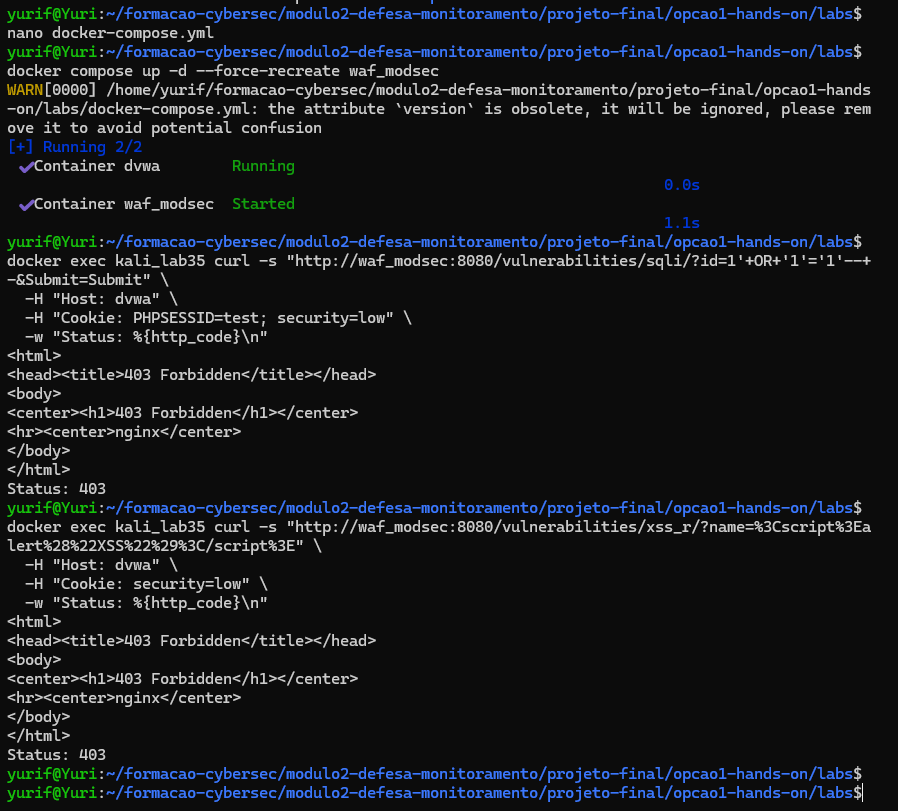 yurif@Yuri:~/formacao-cybersec/modulo2-defesa-monitoramento/projeto-final/opcao1-hands-on/labs$
nano docker-compose.yml
yurif@Yuri:~/formacao-cybersec/modulo2-defesa-monitoramento/projeto-final/opcao1-hands-on/labs$
docker compose up -d --force-recreate waf_modsec
WARN[0000] /home/yurif/formacao-cybersec/modulo2-defesa-monitoramento/projeto-final/opcao1-hands
-on/labs/docker-compose.yml: the attribute `version` is obsolete, it will be ignored, please rem
ove it to avoid potential confusion
[+] Running 2/2
✔Container dvwa Running
0.0s
✔Container waf_modsec Started
1.1s
yurif@Yuri:~/formacao-cybersec/modulo2-defesa-monitoramento/projeto-final/opcao1-hands-on/labs$
docker exec kali_lab35 curl -s "http://waf_modsec:8080/vulnerabilities/sqli/?id=1'+OR+'1'='1'--+
-&Submit=Submit" \
-H "Host: dvwa" \
-H "Cookie: PHPSESSID=test; security=low" \
-w "Status: %{http_code}\n"
<html>
<head><title>403 Forbidden</title></head>
<body>
<center><h1>403 Forbidden</h1></center>
<hr><center>nginx</center>
</body>
</html>
Status: 403
yurif@Yuri:~/formacao-cybersec/modulo2-defesa-monitoramento/projeto-final/opcao1-hands-on/labs$
docker exec kali_lab35 curl -s "http://waf_modsec:8080/vulnerabilities/xss_r/?name=%3Cscript%3Ea
lert%28%22XSS%22%29%3C/script%3E" \
-H "Host: dvwa" \
-H "Cookie: security=low" \
-w "Status: %{http_code}\n"
<html>
<head><title>403 Forbidden</title></head>
<body>
<center><h1>403 Forbidden</h1></center>
<hr><center>nginx</center>
</body>
</html>
Status: 403
yurif@Yuri:~/formacao-cybersec/modulo2-defesa-monitoramento/projeto-final/opcao1-hands-on/labs$
yurif@Yuri:~/formacao-cybersec/modulo2-defesa-monitoramento/projeto-final/opcao1-hands-on/labs$